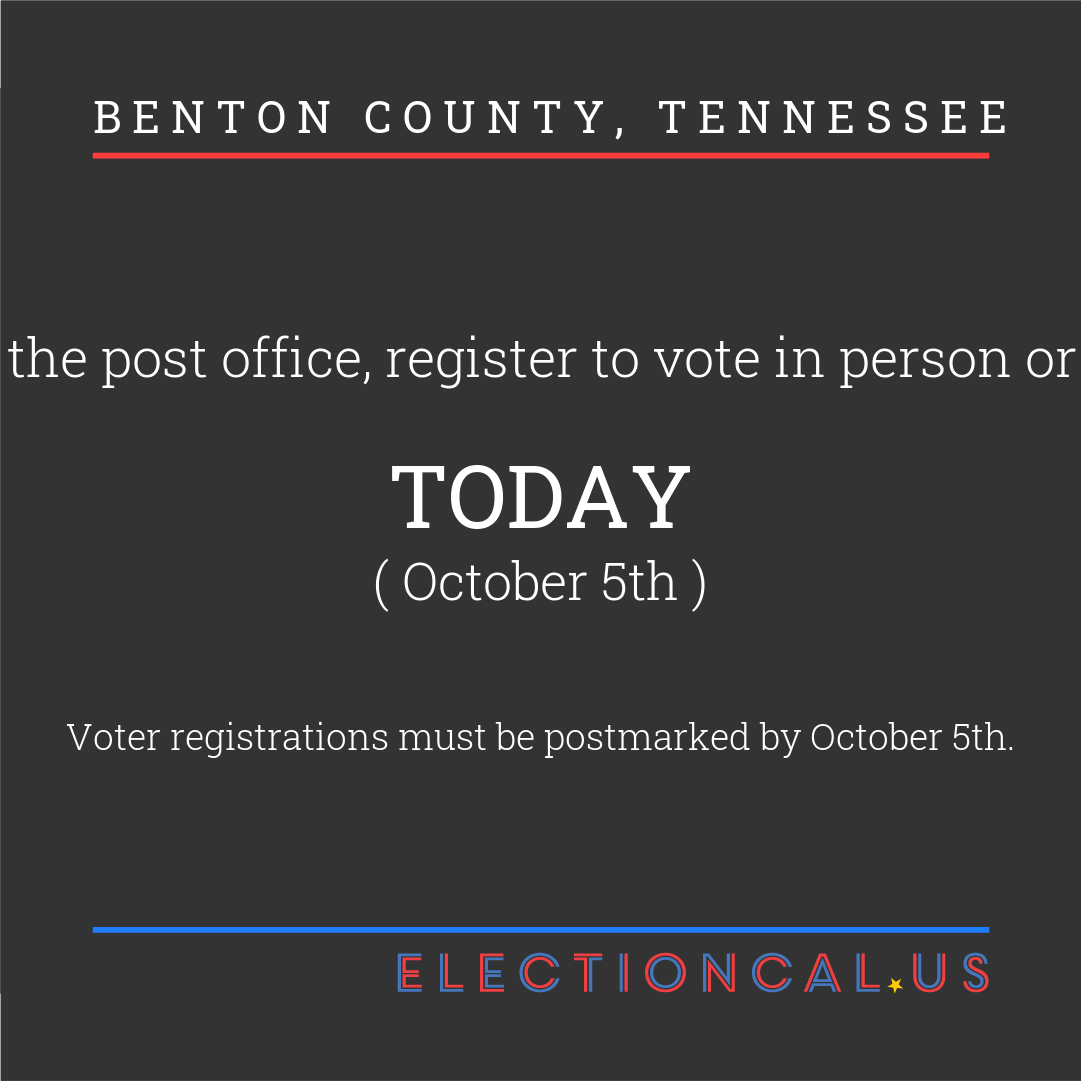 BENTON COUNTY, TENNESSEE
the post office, register to vote in person or
TODAY
( October 5th )
Voter registrations must be postmarked by October 5th.
ELECTIONCAL.US